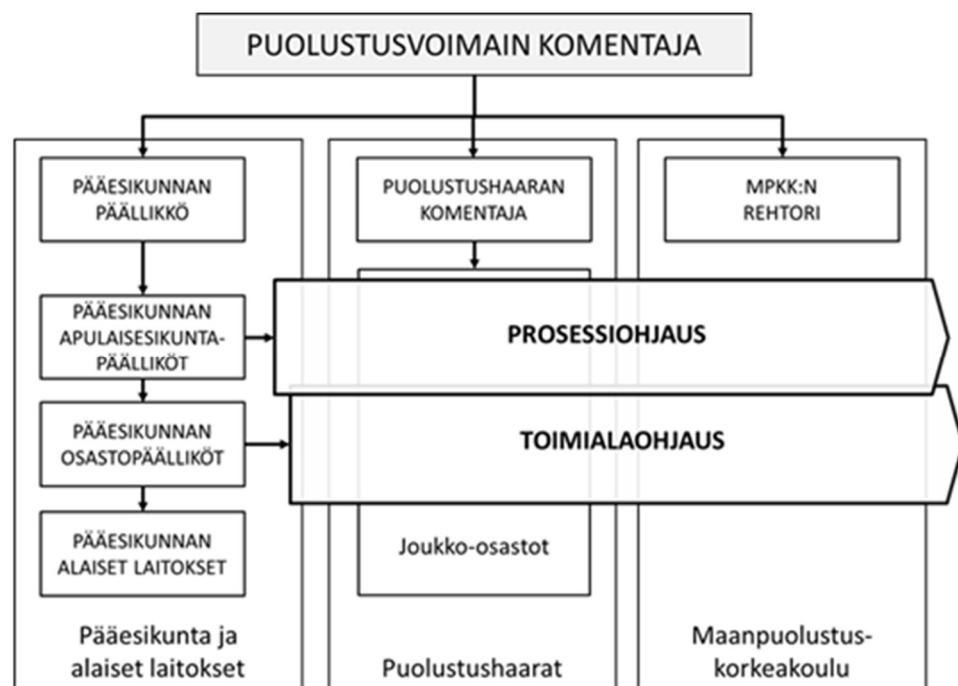 PUOLUSTUSVOIMAIN KOMENTAJA
PÄÄESIKUNNAN
PÄÄLLIKKÖ
PUOLUSTUSHAARAN
KOMENTAJA
MPKK:N
REHTORI
PÄÄESIKUNNAN
APULAISESIKUNTA-
PÄÄLLIKÖT
PROSESSIOHJAUS
PÄÄESIKUNNAN
OSASTOPÄÄLLIKÖT
TOIMIALAOHJAUS
PÄÄESIKUNNAN
ALAISET LAITOKSET
Joukko-osastot
Pääesikunta ja
alaiset laitokset
Puolustushaarat
Maanpuolustus-
korkeakoulu